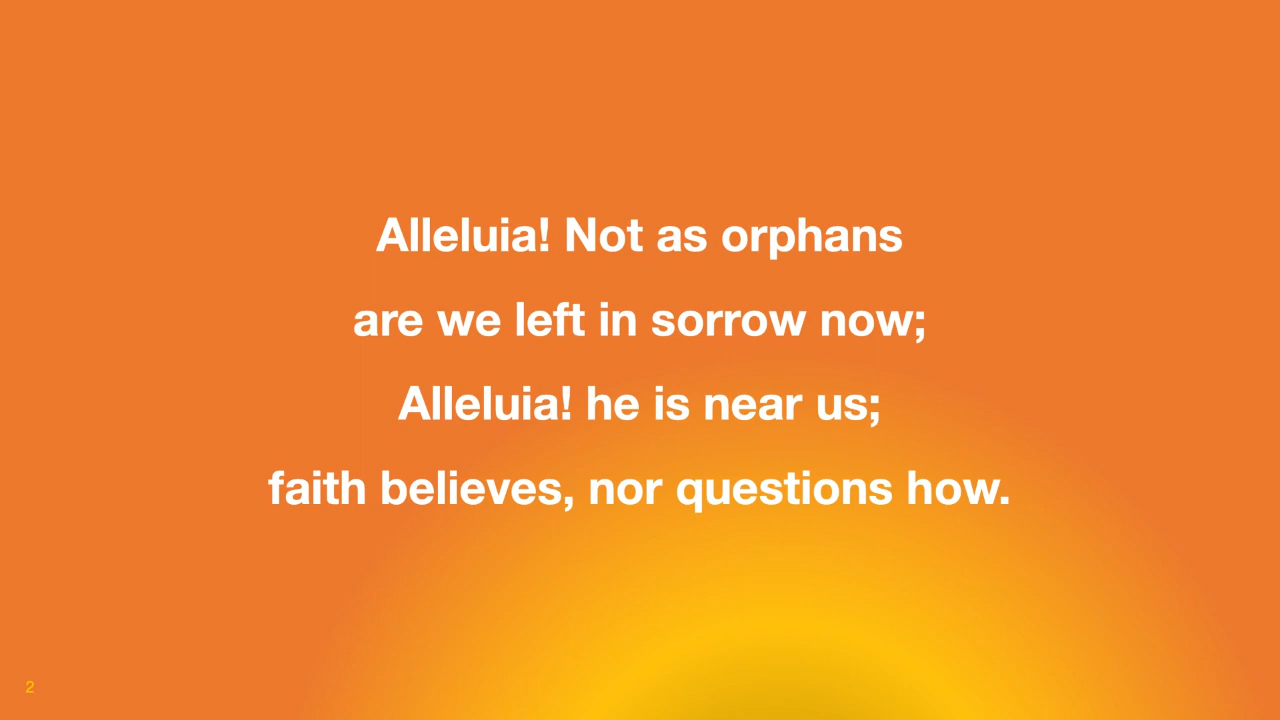 Alleluia! Not as orphans
are we left in sorrow now;
Alleluia! he is near us;
faith believes, nor questions how.
2